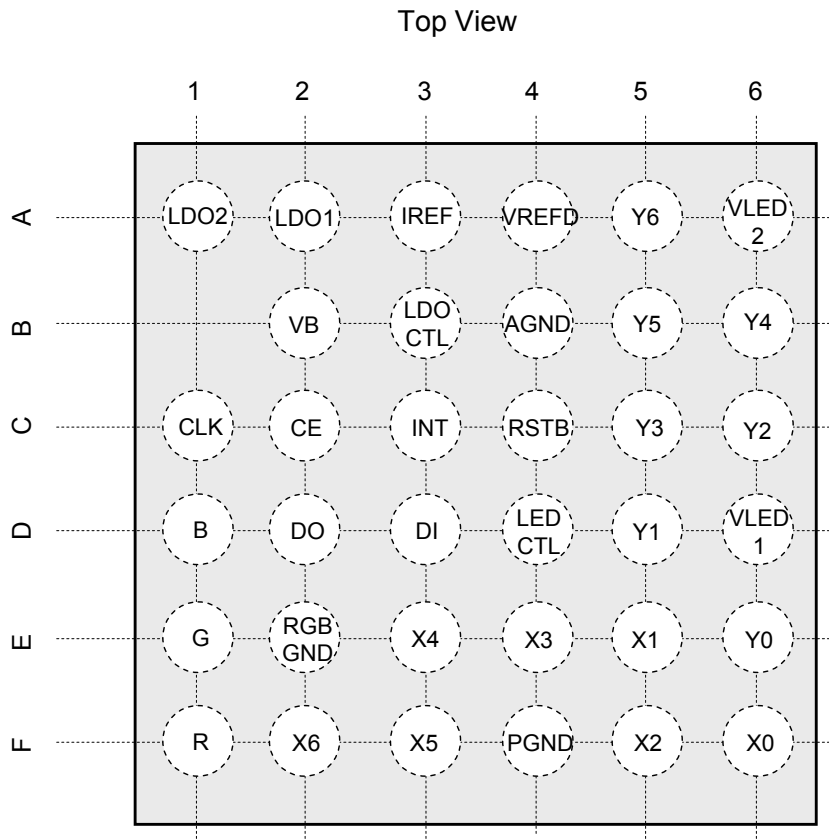 Top View
1 2 3 4 5 6
A LDO2 LDO1 IREF VREFD Y6 VLED
2
B VB LDO
CTL AGND Y5 Y4
C CLK CE INT RSTB Y3 Y2
D B DO DI LED
CTL Y1 VLED
1
E G RGB
GND X4 X3 X1 Y0
F R X6 X5 PGND X2 X0